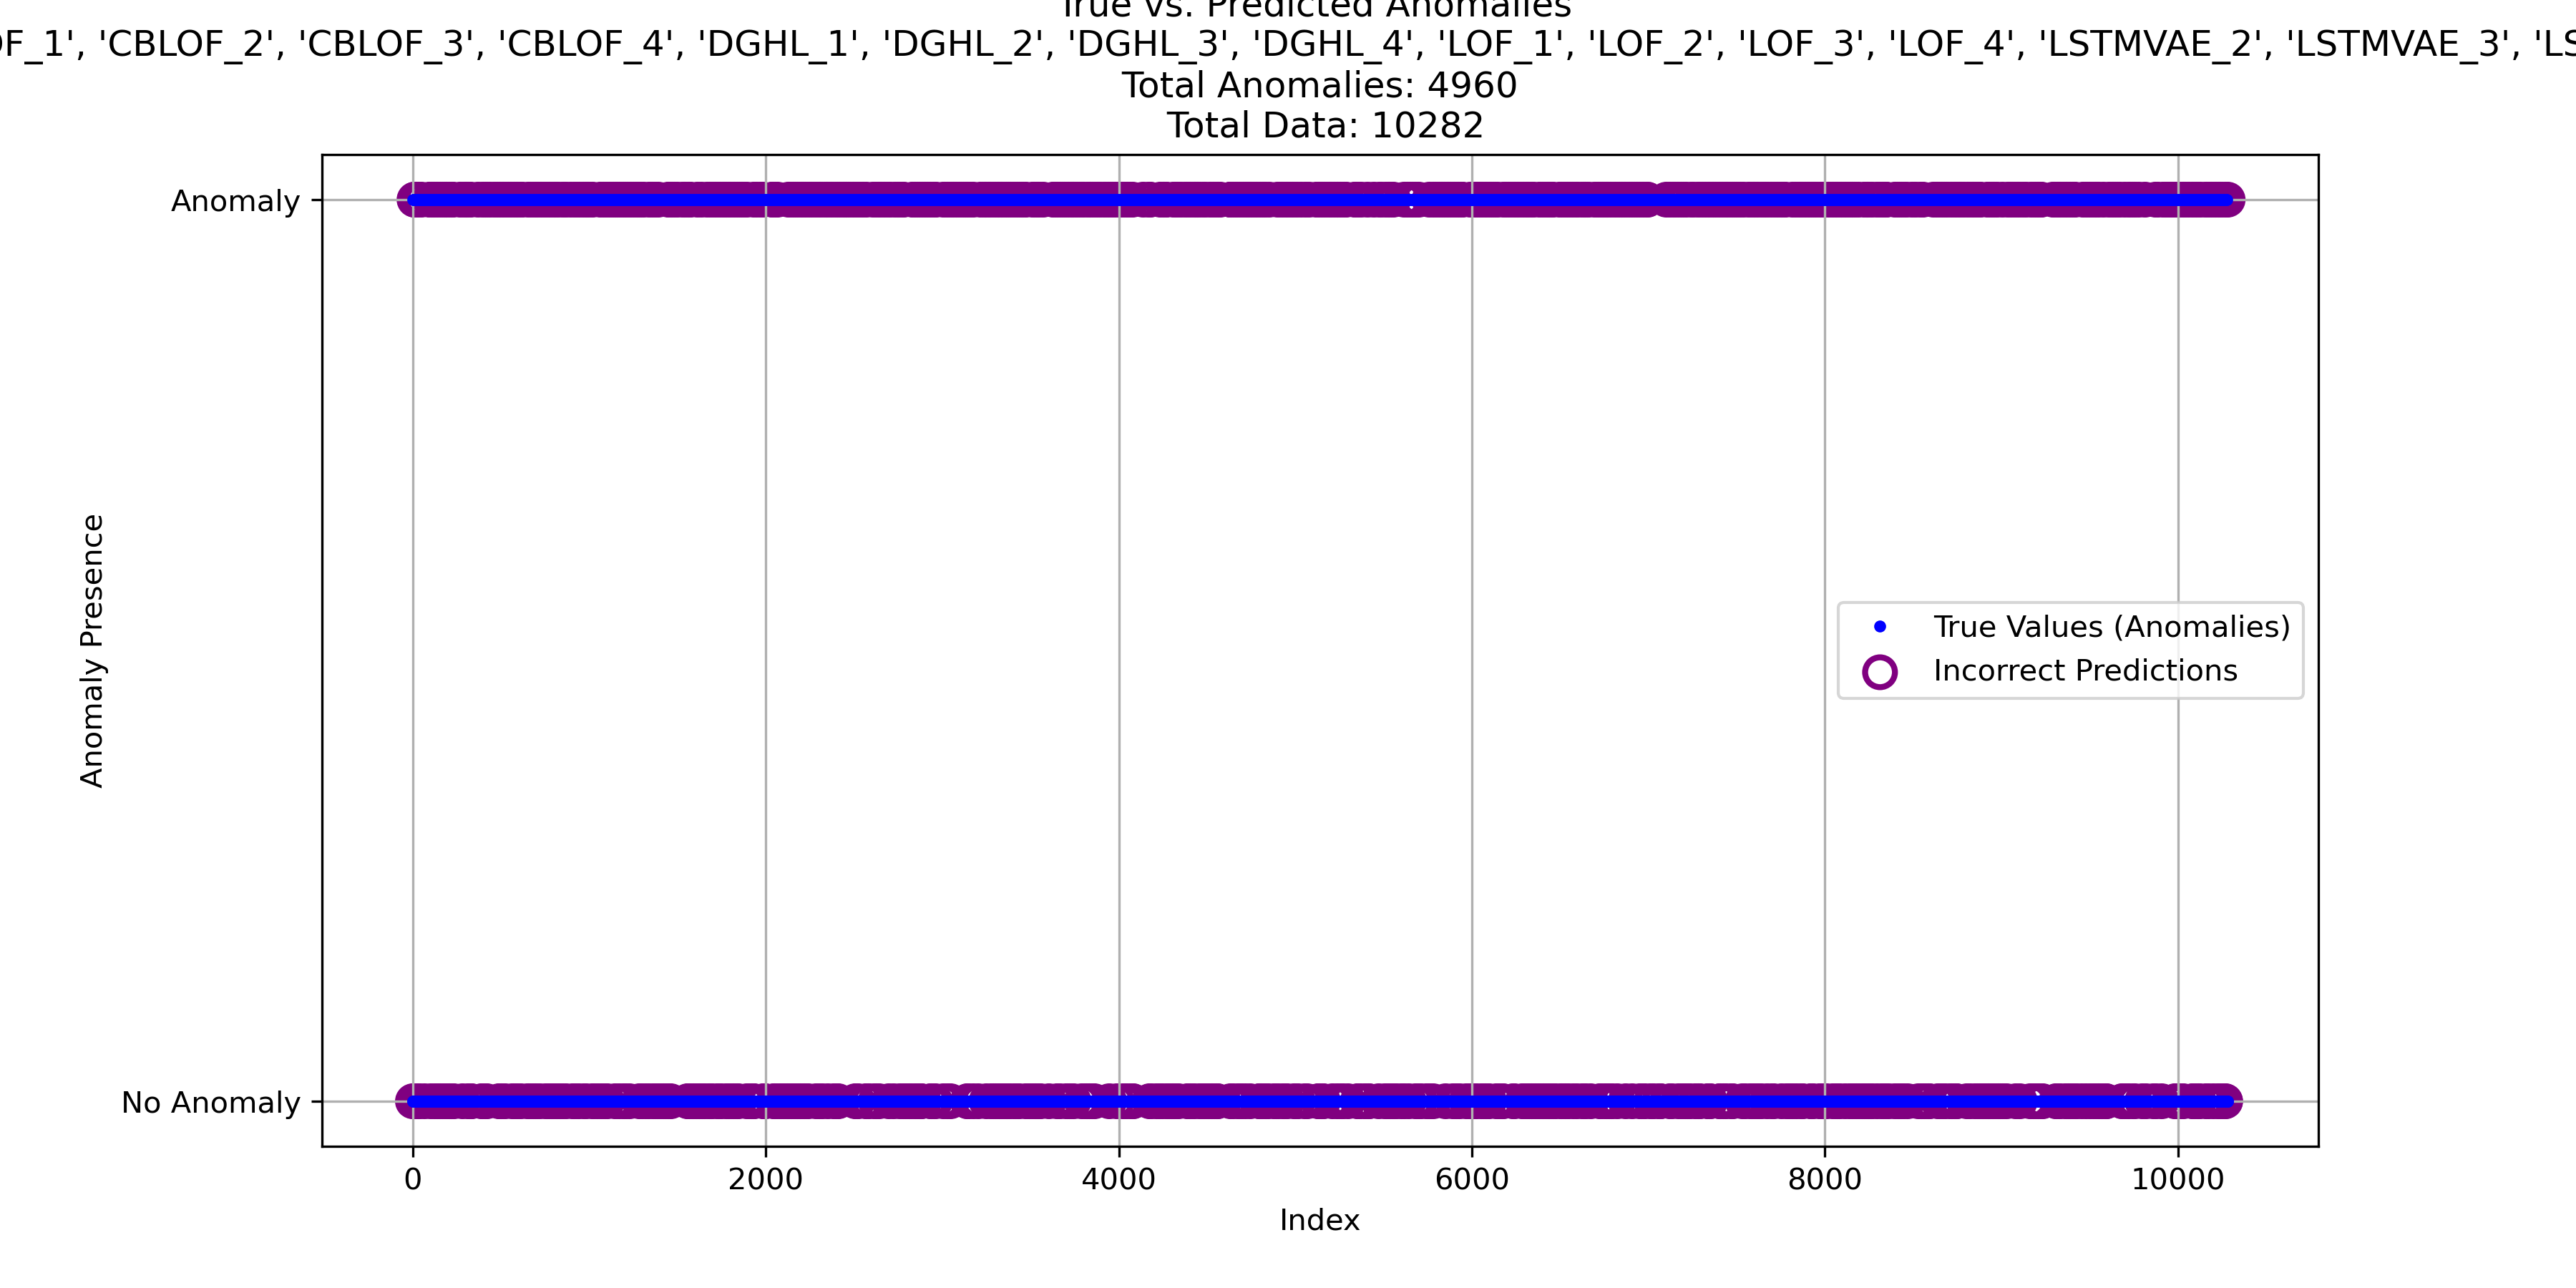 True vs. Predicted Anomalies
F_1', 'CBLOF_2', 'CBLOF_3', 'CBLOF_4', 'DGHL_1', 'DGHL_2', 'DGHL_3', 'DGHL_4', 'LOF_1', 'LOF_2', 'LOF_3', 'LOF_4', 'LSTMVAE_2', 'LSTMVAE_3', 'LS
Total Anomalies: 4960
Total Data: 10282
Anomaly
Anomaly Presence
True Values (Anomalies)
Incorrect Predictions
No Anomaly
0 2000 4000 6000 8000 10000
Index